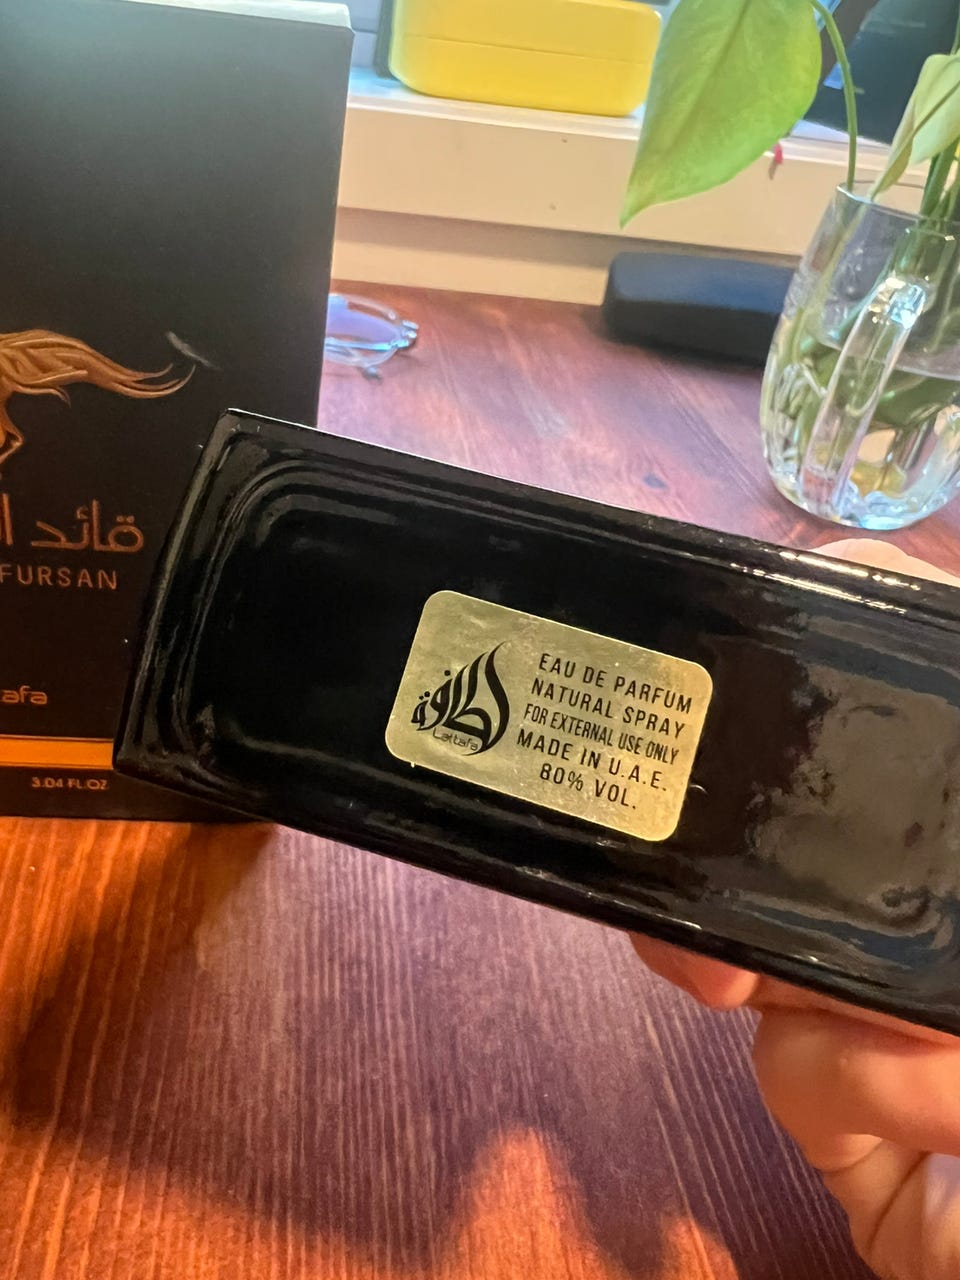 قائد
FURSAN
afa
3.04 FL.OZ
لطافة
Lattafa
EAU DE PARFUM
NATURAL SPRAY
FOR EXTERNAL USE ONLY
MADE IN U.A.E.
80% VOL.